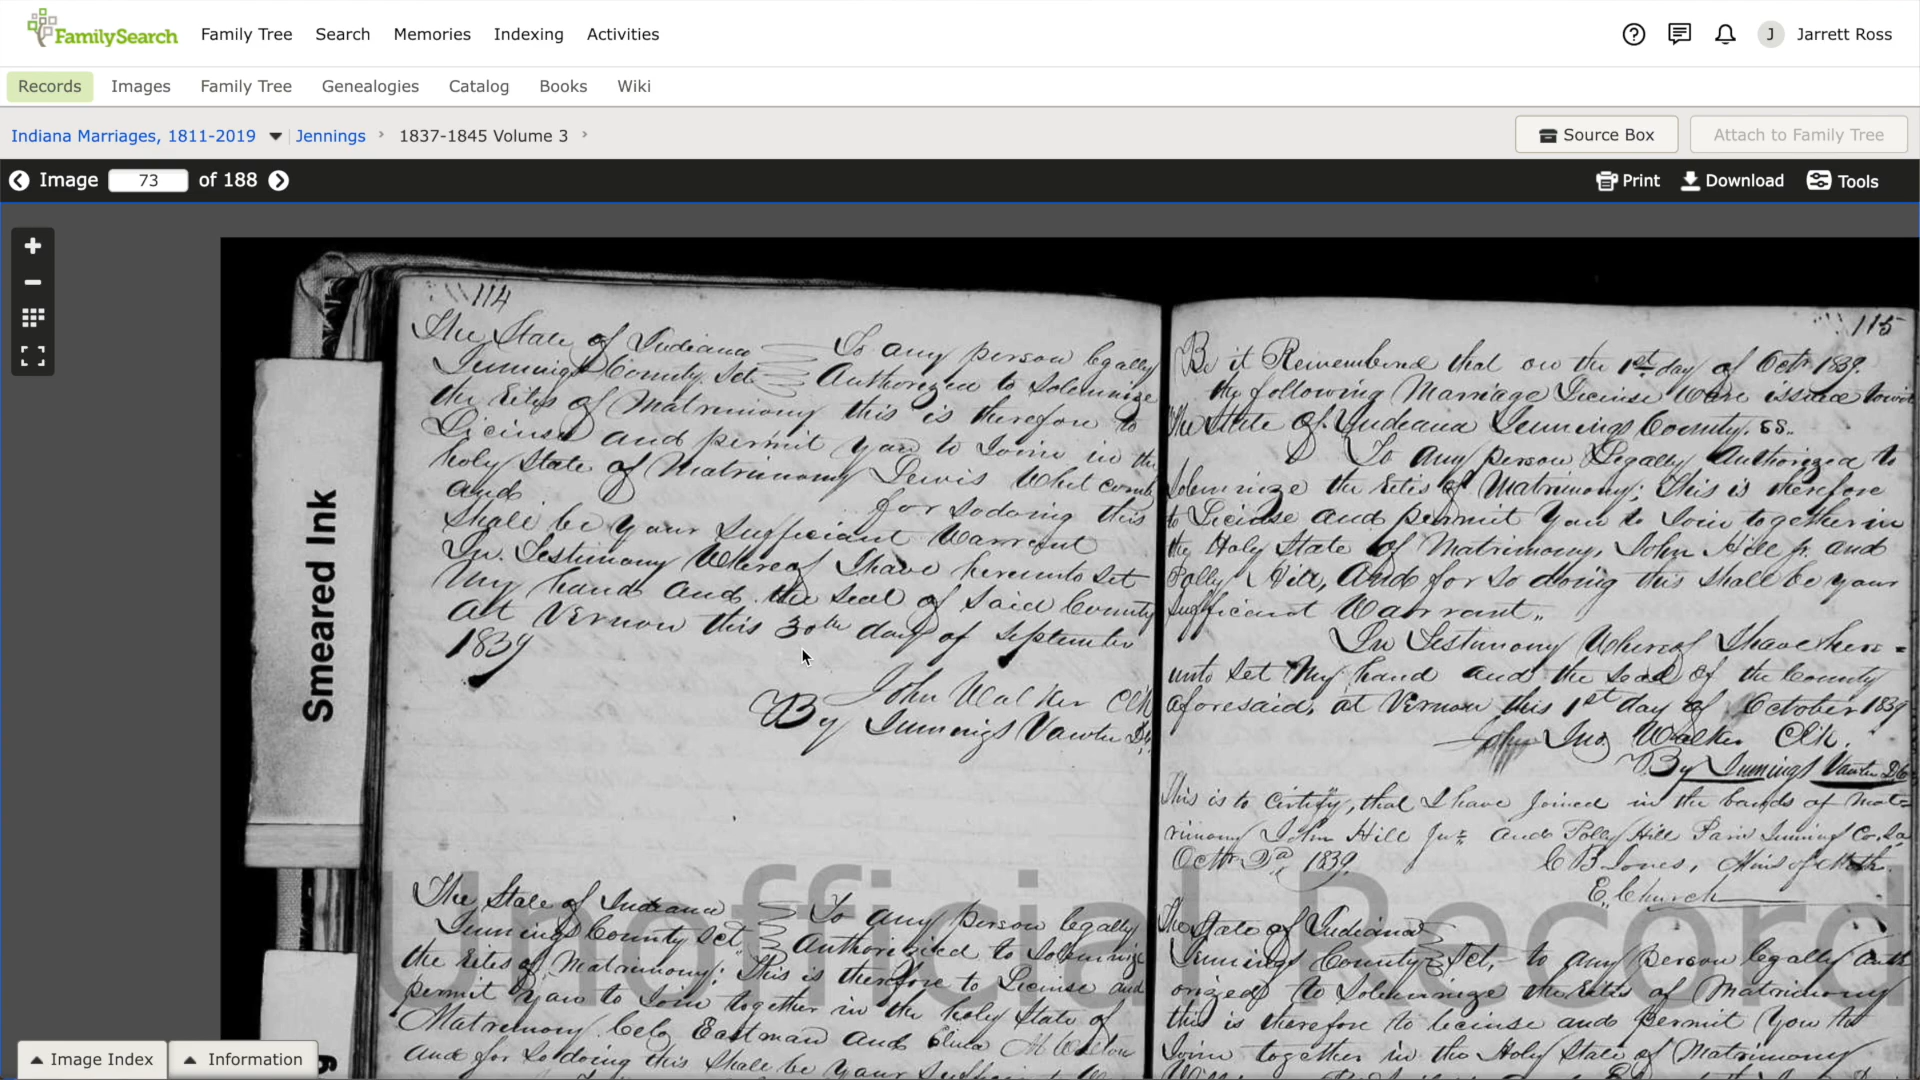 FamilySearch
Family Tree
Search
Memories
Indexing
Activities
J
Jarrett Ross
Records
Images
Family Tree
Genealogies
Catalog
Books
Wiki
Indiana Marriages, 1811-2019
Jennings
1837-1845 Volume 3
Source Box
Attach to Family Tree
Image 73 of 188
Print
Download
Tools
Smeared Ink
114
The State of Indiana To any person legally
Jennings County Sct Authorized to Solemnize
the Rites of Matrimony this is therefore to
License and permit you to Join in the
holy State of Matrimony Lewis Whitcomb
and for So doing this
Shall be your Sufficient Warrant
In Testimony Whereof I have hereunto Set
My hand and the Seal of Said County
At Vernon this 30th day of September
1839
John Walker Clk
By Jennings Vawter
The State of Indiana To any person legally
Jennings County Sct Authorized to Solemnize
the Rites of Matrimony; This is therefore to License and
permit you to Join together in the holy State of
Matrimony Eastman and
and for So doing this Shall be your
115
Be it Remembered that on the 1st day of Octr 1839
the following Marriage License Were issued towit
The State of Indiana Jennings County. SS.
To any person Legally Authorized to
Solemnize the Rites of Matrimony; This is therefore
to License and permit you to Join together in
the Holy State of Matrimony, John Hill jr. and
Polly Hill, And for So doing this Shall be your
Sufficient Warrant
In Testimony Whereof I have here=
unto Set My hand and the Seal of the County
aforesaid, at Vernon this 1st day of October 1839
John Jno. Walker Clk.
By Jennings Vawter
This is to Certify, that I have Joined in the bands of Mat=
rimony John Hill and Polly Hill Jennings Co.
Octr 1839. C B Jones,
E. Church
The State of Indiana
Jennings County Sct, to any person legally Auth
orized to Solemnize the Rites of Matrimony
this is therefore to license and permit you to
Join together in the Holy State of Matrimony
Unofficial Record
Image Index
Information